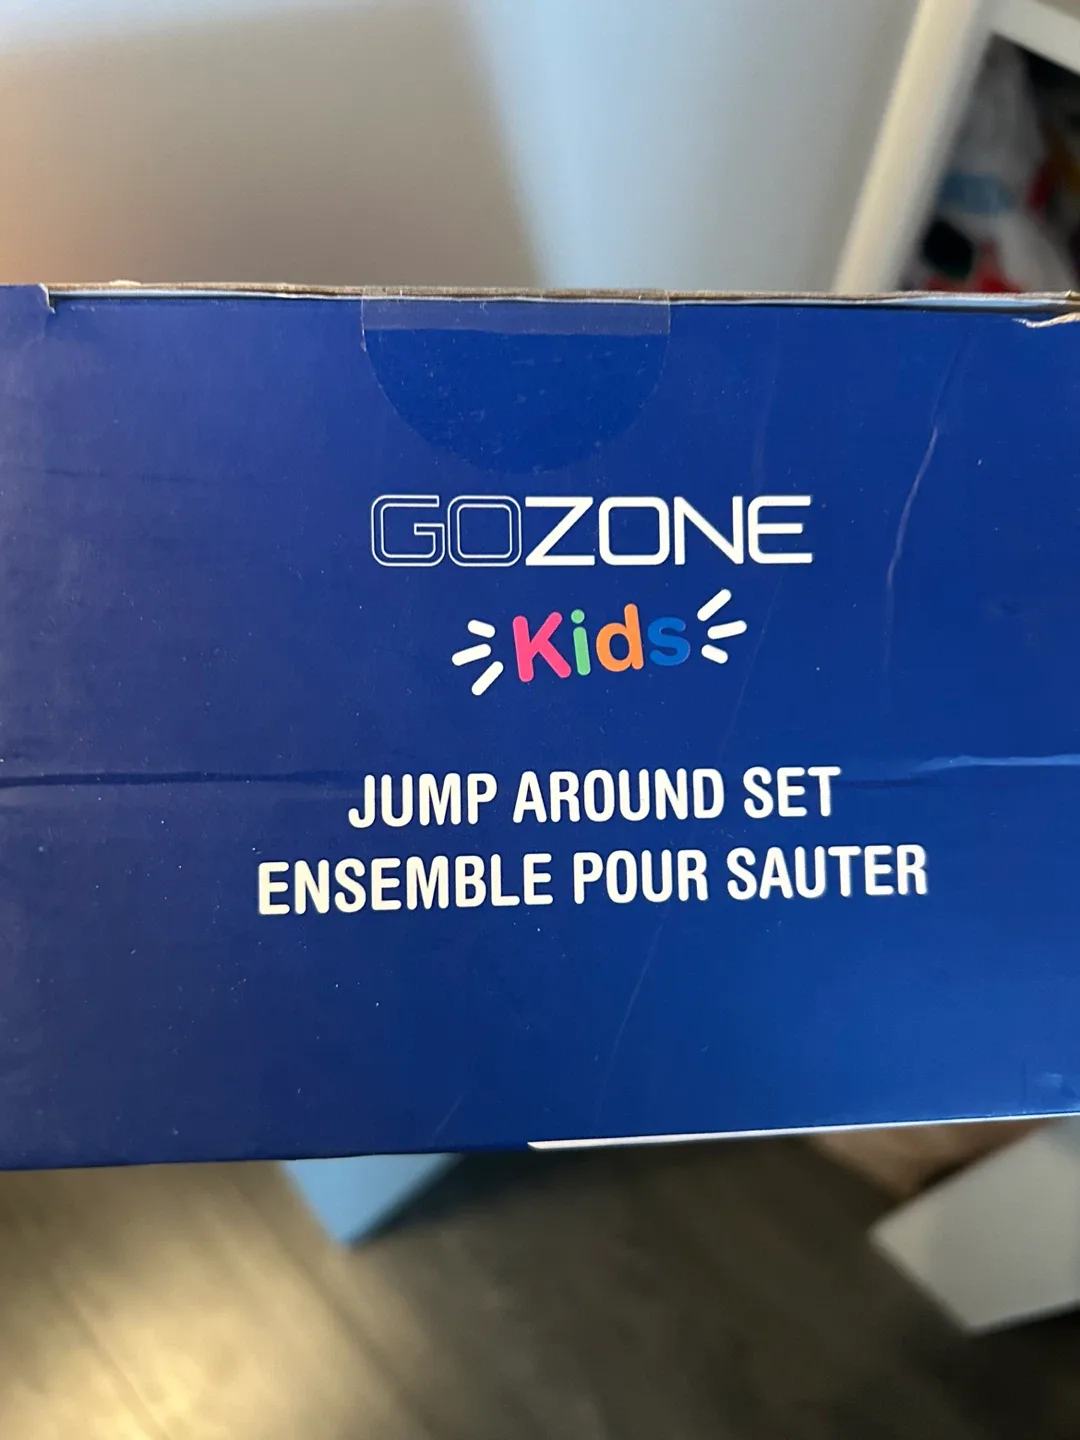 GOZONE
Kids
JUMP AROUND SET
ENSEMBLE POUR SAUTER